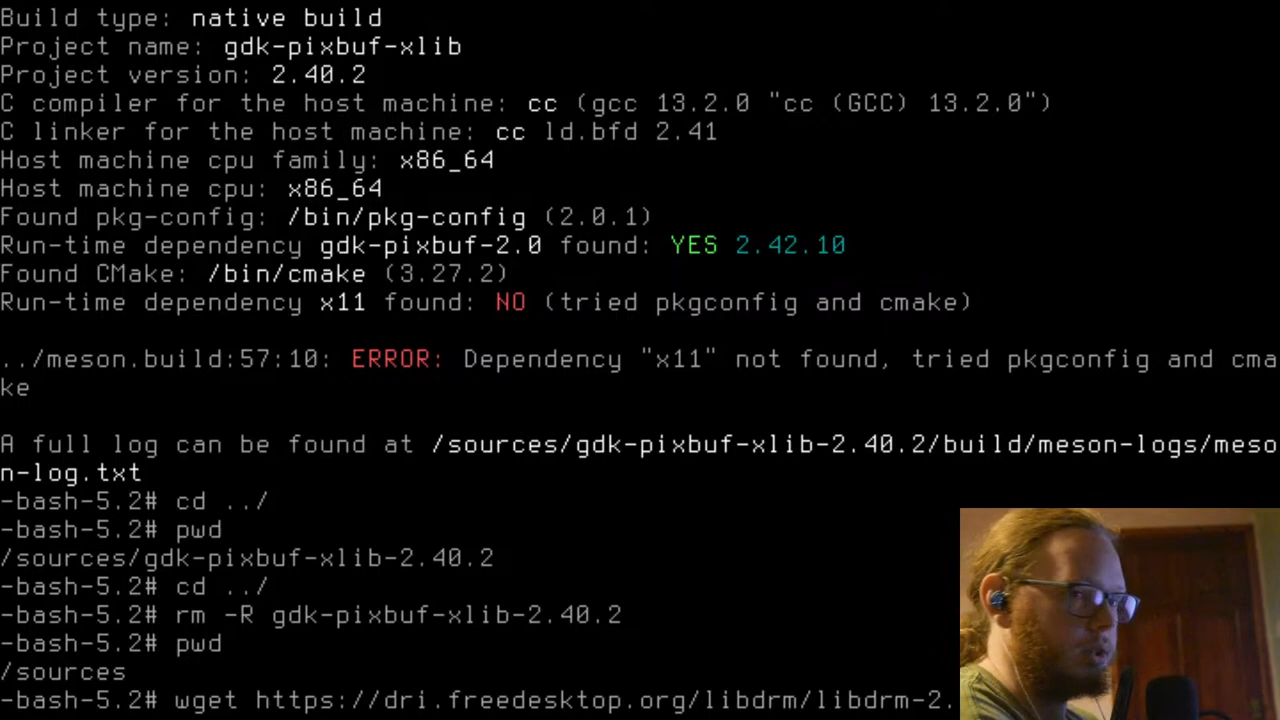 Build type: native build
Project name: gdk-pixbuf-xlib
Project version: 2.40.2
C compiler for the host machine: cc (gcc 13.2.0 "cc (GCC) 13.2.0")
C linker for the host machine: cc ld.bfd 2.41
Host machine cpu family: x86_64
Host machine cpu: x86_64
Found pkg-config: /bin/pkg-config (2.0.1)
Run-time dependency gdk-pixbuf-2.0 found: YES 2.42.10
Found CMake: /bin/cmake (3.27.2)
Run-time dependency x11 found: NO (tried pkgconfig and cmake)
../meson.build:57:10: ERROR: Dependency "x11" not found, tried pkgconfig and cma
ke
A full log can be found at /sources/gdk-pixbuf-xlib-2.40.2/build/meson-logs/meso
n-log.txt
-bash-5.2# cd ../
-bash-5.2# pwd
/sources/gdk-pixbuf-xlib-2.40.2
-bash-5.2# cd ../
-bash-5.2# rm -R gdk-pixbuf-xlib-2.40.2
-bash-5.2# pwd
/sources
-bash-5.2# wget https://dri.freedesktop.org/libdrm/libdrm-2.